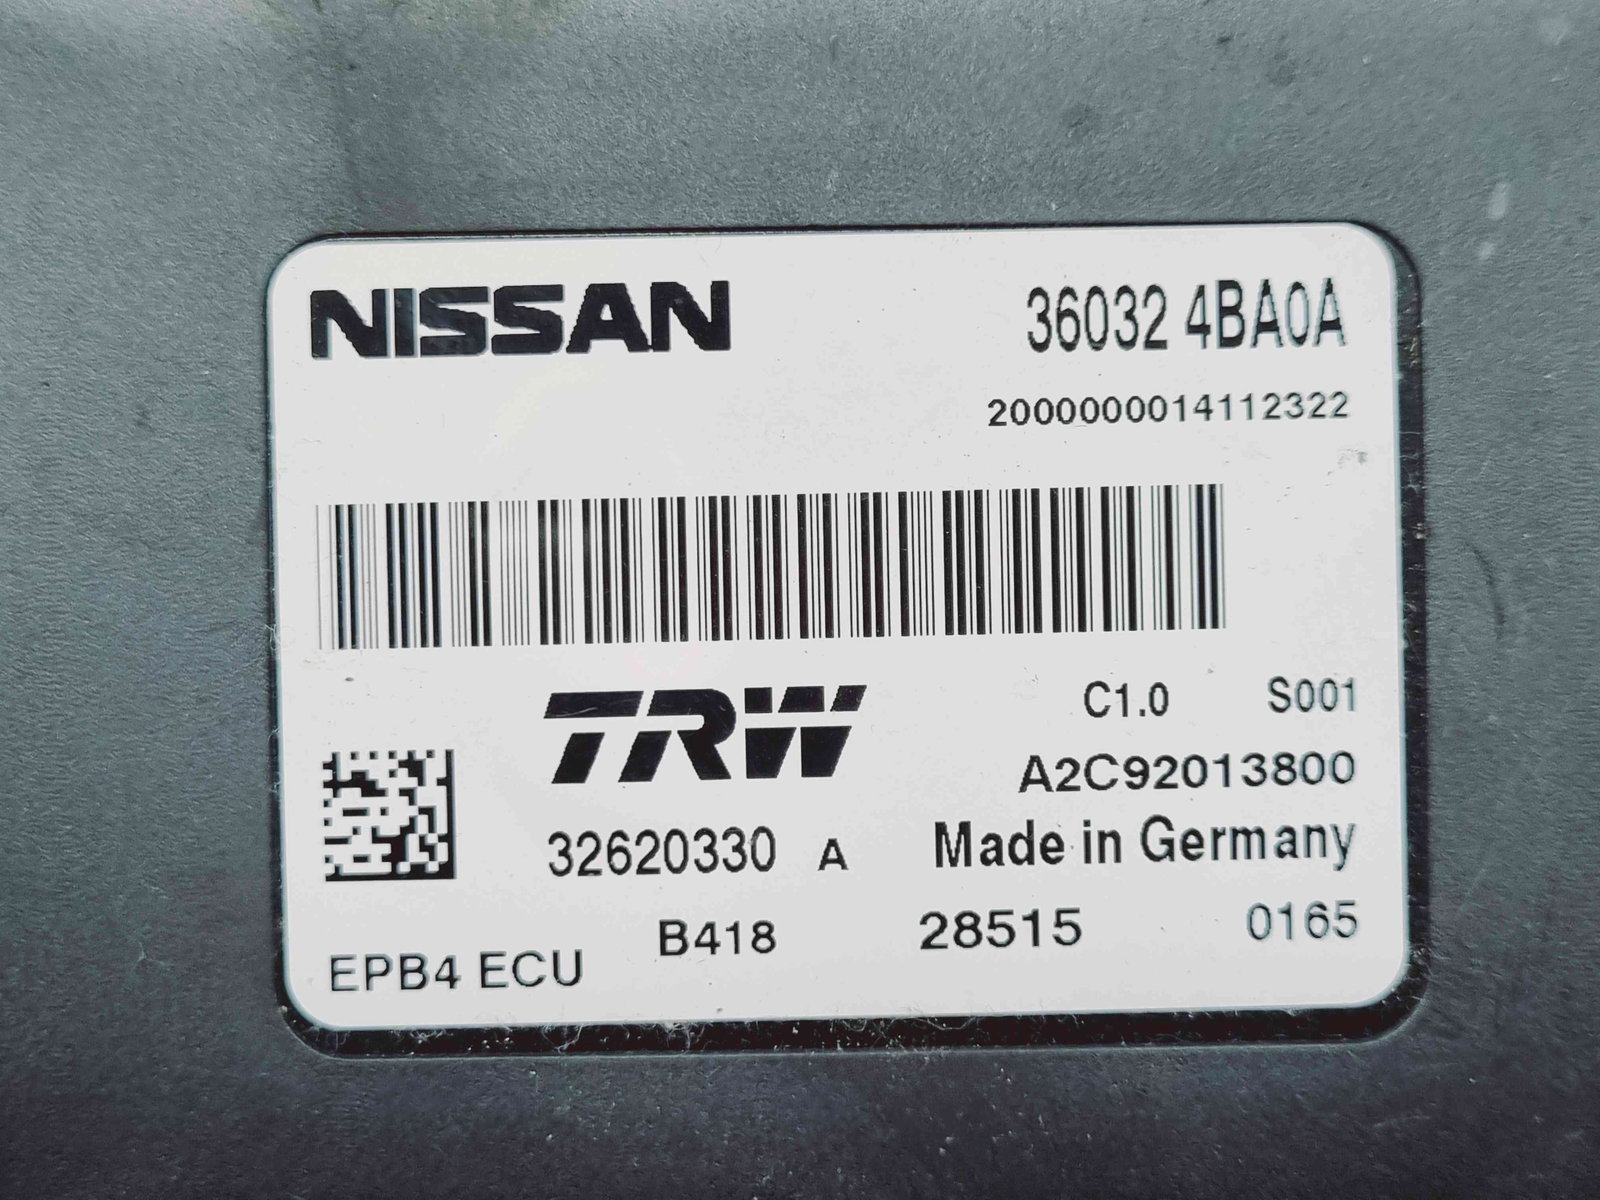 NISSAN 36032 4BA0A
2000000014112322
TRW C1.0 S001
A2C92013800
32620330 A Made in Germany
EPB4 ECU B418 28515 0165